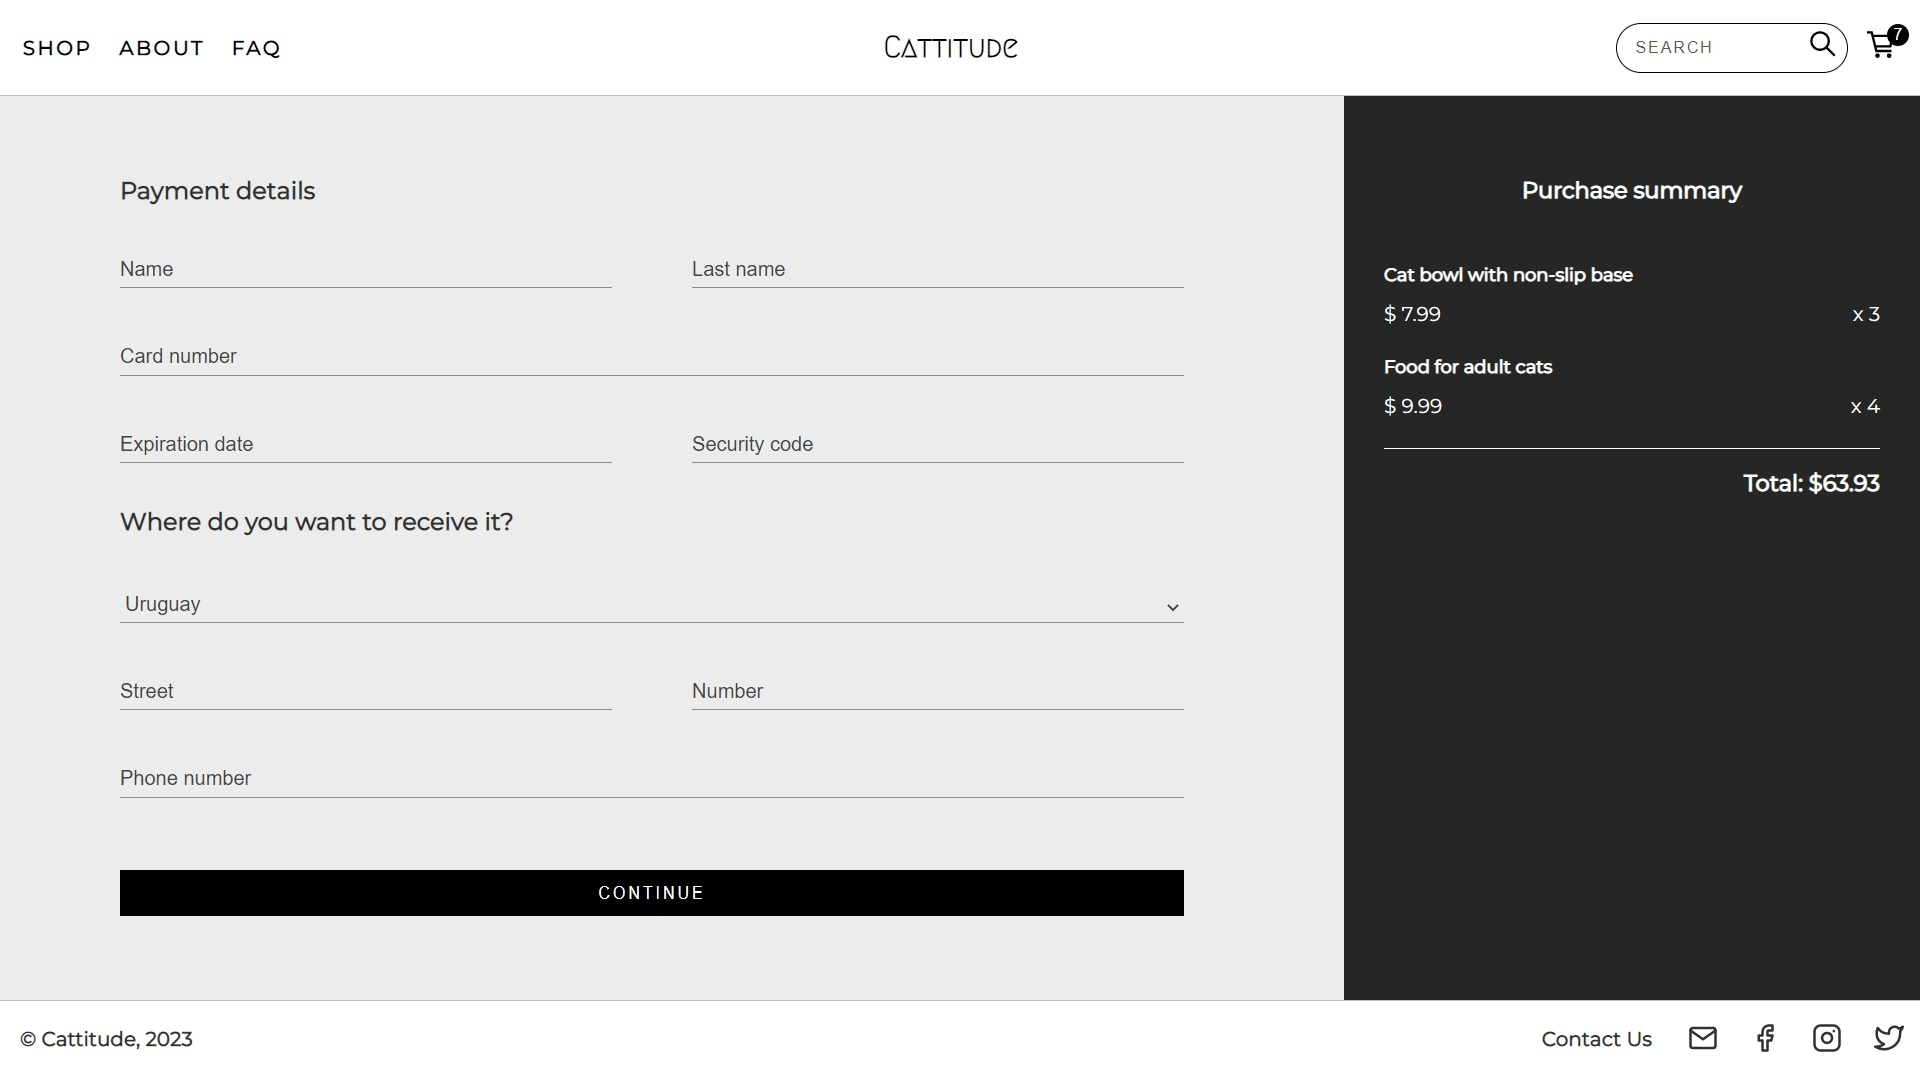 SHOP ABOUT FAQ
CATTITUDE
SEARCH
7
Payment details
Name
Last name
Card number
Expiration date
Security code
Where do you want to receive it?
Uruguay
Street
Number
Phone number
CONTINUE
Purchase summary
Cat bowl with non-slip base
$ 7.99 x 3
Food for adult cats
$ 9.99 x 4
Total: $63.93
© Cattitude, 2023
Contact Us